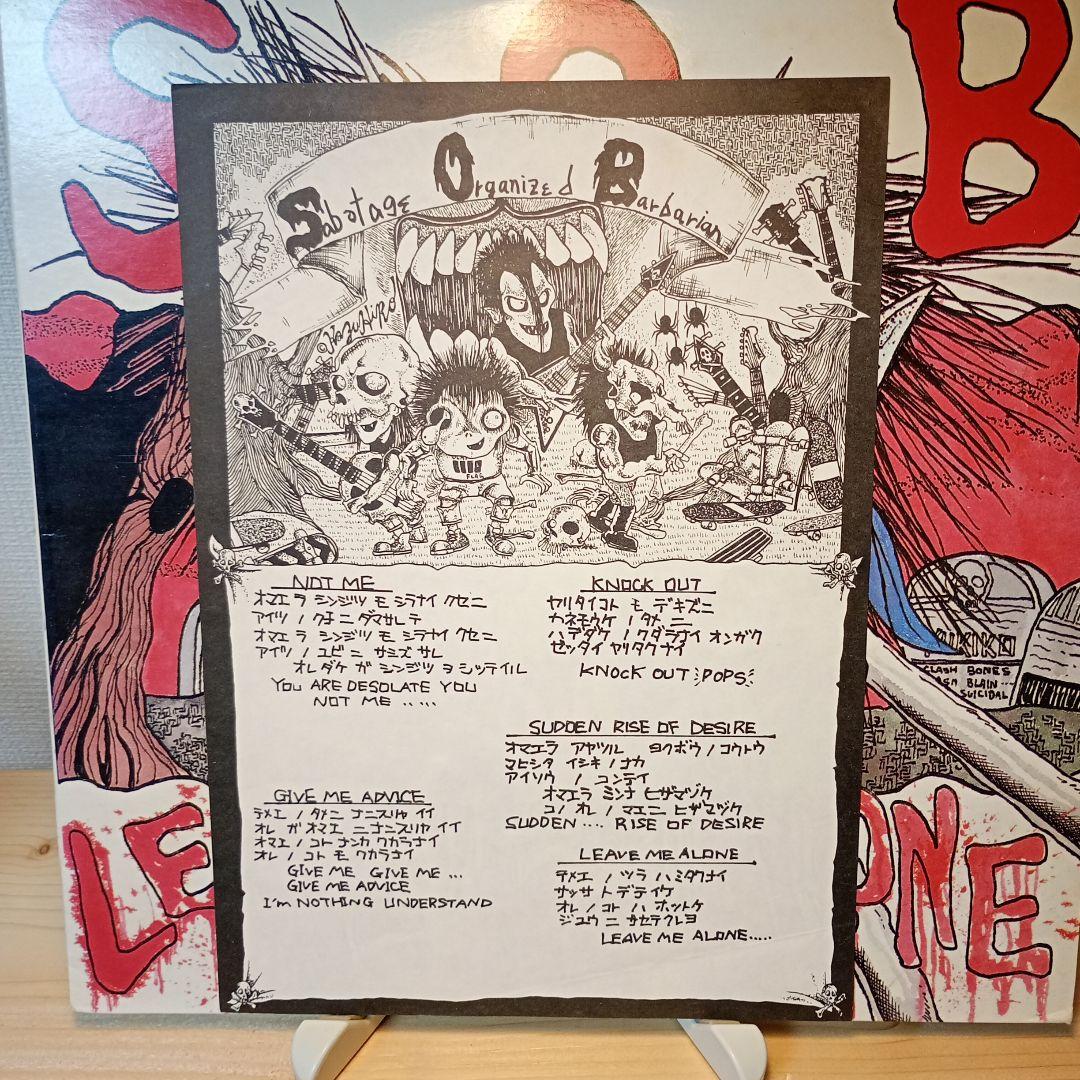 S O B
Sabotage Organized Barbarian
KAZUHIRO
FLEC
NOT ME
オマエラ シンジツ モ シラナイ クセニ
アイツ ノ クチ ニ ダマサレテ
オマエラ シンジツ モ シラナイ クセニ
アイツ ノ ユビ ニ サミズ サレ
オレダケ ガ シンジツ ヲ シッテイル
YOU ARE DESOLATE YOU
NOT ME .. ...
GIVE ME ADVICE
テメエ ノ タメニ ナニスリャ イイ
オレ ガ オマエ ニ ナニスリャ イイ
オマエ ノ コト ナンカ ワカラナイ
オレ ノ コト モ ワカラナイ
GIVE ME GIVE ME ...
GIVE ME ADVICE
I'm NOTHING UNDERSTAND
KNOCK OUT
ヤリタイコト モ デキズニ
カネモウケ ノ タメ ニ
ハデダケ ノ クダラナイ オンガク
ゼッタイ ヤリタクナイ
KNOCK OUT POPS
SUDDEN RISE OF DESIRE
オマエラ アヤツル ヨクボウ ノ コウトウ
マヒシタ イシキ ノ ナカ
アイソウ ノ コンテイ
オマエラ ミンナ ヒザマヅケ
コノ オレ ノ マエニ ヒザマヅケ
SUDDEN .... RISE OF DESIRE
LEAVE ME ALONE
テメエ ノ ツラ ハ ミタクナイ
サッサ ト デテイケ
オレ ノ コト ハ ホットケ
ジユウ ニ サセテクレヨ
LEAVE ME ALONE.....
YUKIKO
CLASH BONES
BLAIN...
SUICIDAL
LE
ONE